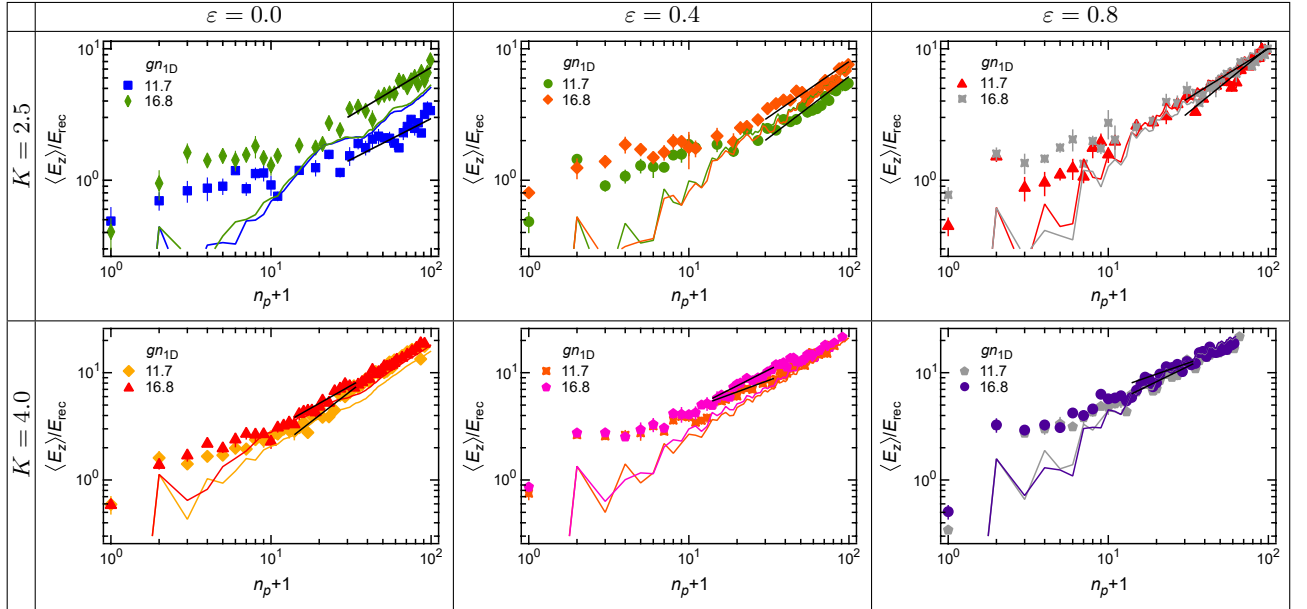 ε = 0.0
ε = 0.4
ε = 0.8
K = 2.5
⟨E_z⟩/E_rec
10^1
10^0
gn_1D
11.7
16.8
10^0
10^1
10^2
n_p+1
⟨E_z⟩/E_rec
10^1
10^0
gn_1D
11.7
16.8
10^0
10^1
10^2
n_p+1
⟨E_z⟩/E_rec
10^1
10^0
gn_1D
11.7
16.8
10^0
10^1
10^2
n_p+1
K = 4.0
⟨E_z⟩/E_rec
10^1
10^0
gn_1D
11.7
16.8
10^0
10^1
10^2
n_p+1
⟨E_z⟩/E_rec
10^1
10^0
gn_1D
11.7
16.8
10^0
10^1
10^2
n_p+1
⟨E_z⟩/E_rec
10^1
10^0
gn_1D
11.7
16.8
10^0
10^1
10^2
n_p+1